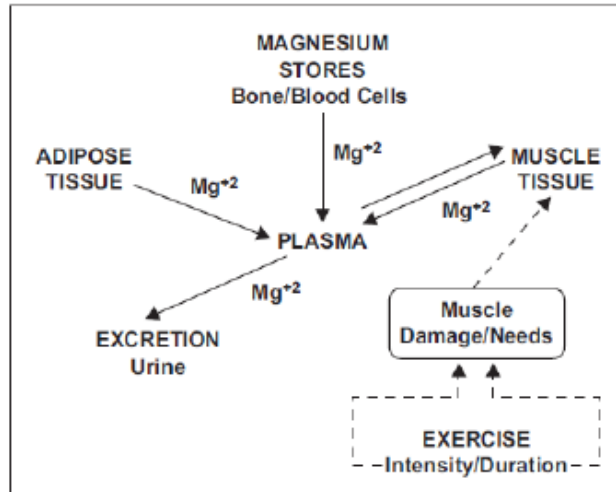 MAGNESIUM
STORES
Bone/Blood Cells
ADIPOSE
TISSUE
Mg+2
Mg+2
MUSCLE
TISSUE
Mg+2
PLASMA
Mg+2
EXCRETION
Urine
Muscle
Damage/Needs
EXERCISE
Intensity/Duration